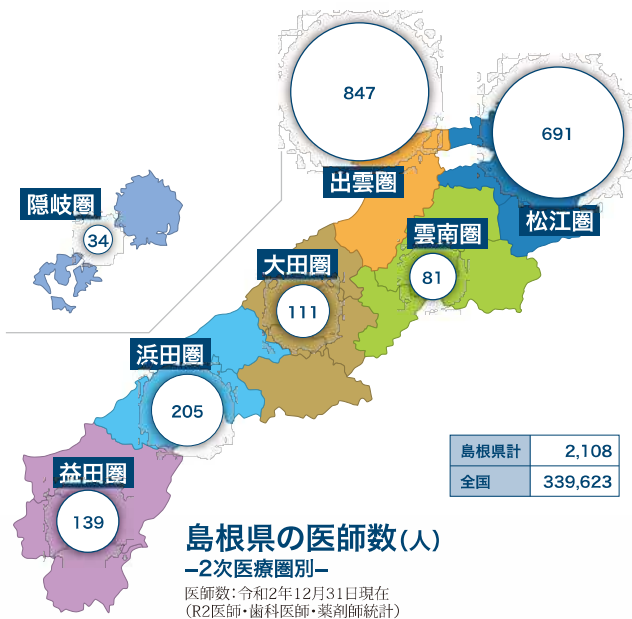 847
691
出雲圏
隠岐圏
松江圏
34
雲南圏
大田圏
81
111
浜田圏
205
島根県計 2,108
全国 339,623
益田圏
139
島根県の医師数(人)
–2次医療圏別–
医師数:令和2年12月31日現在
(R2医師・歯科医師・薬剤師統計)